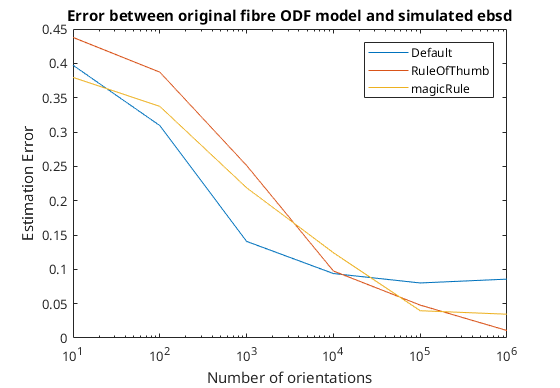 Error between original fibre ODF model and simulated ebsd
0.45
0.4
0.35
0.3
0.25
0.2
0.15
0.1
0.05
0
Estimation Error
Default
RuleOfThumb
magicRule
10^1 10^2 10^3 10^4 10^5 10^6
Number of orientations